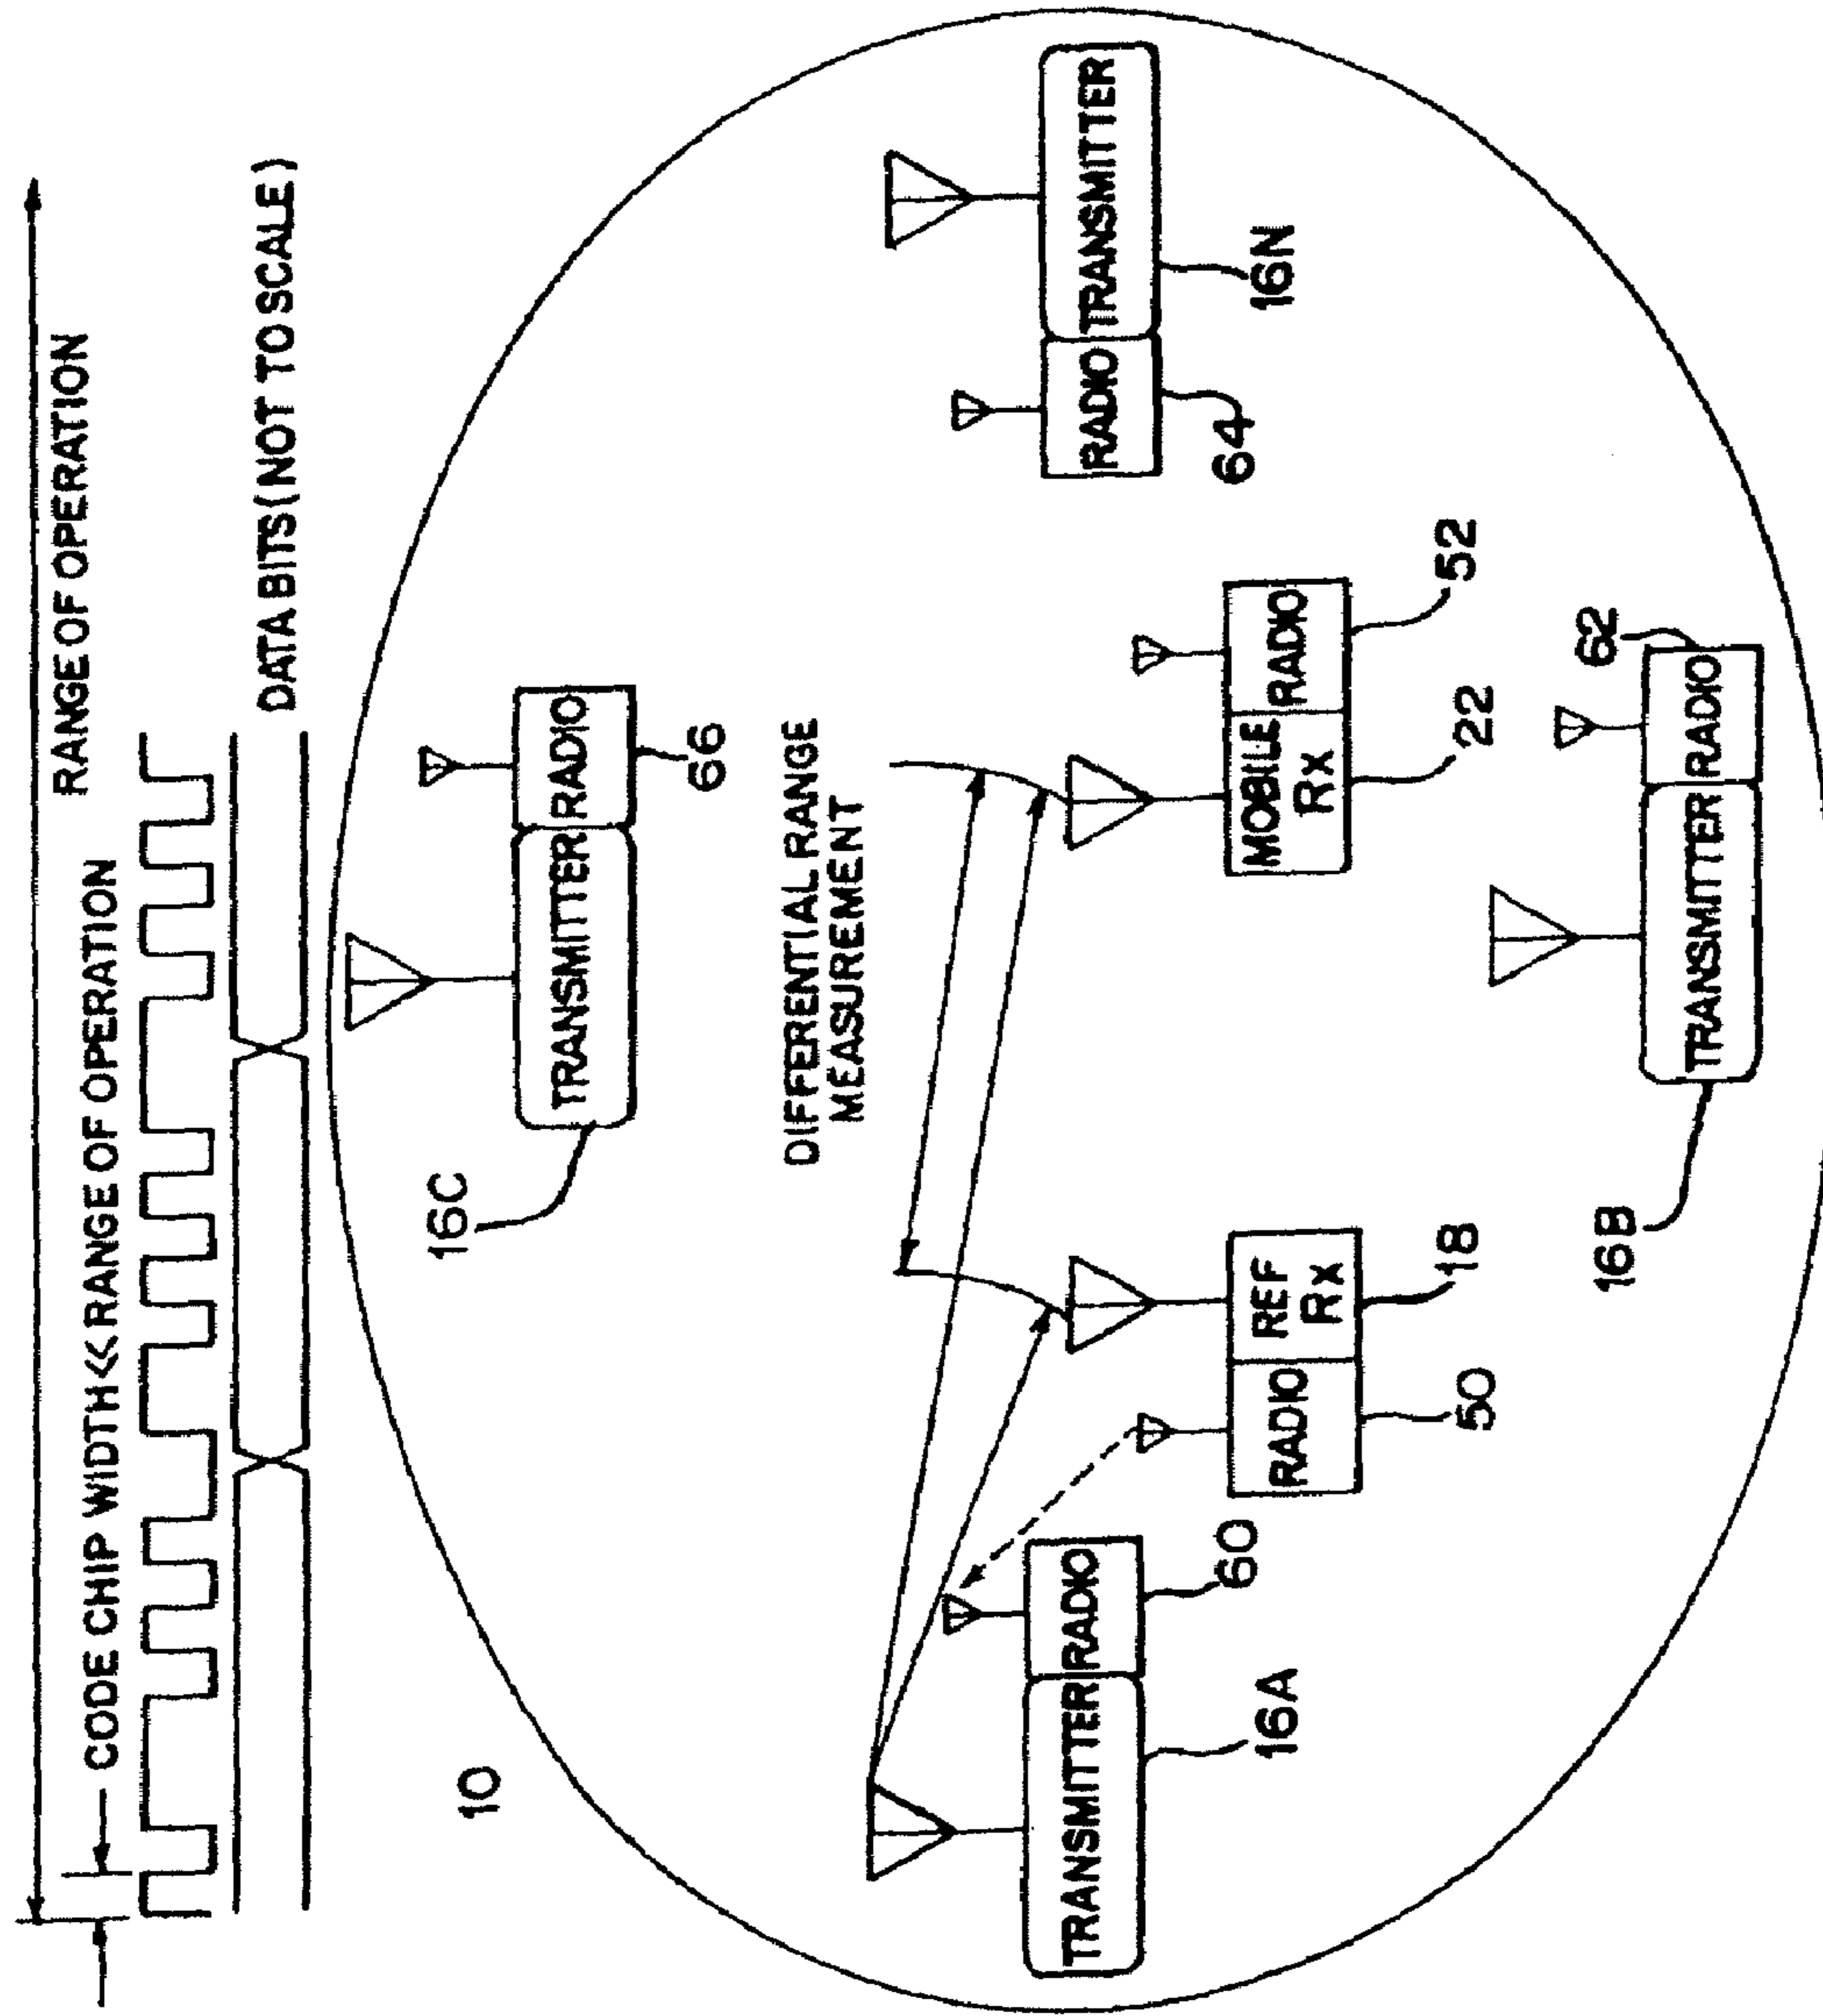 RANGE OF OPERATION
CODE CHIP WIDTH<<RANGE OF OPERATION
DATA BITS (NOT TO SCALE)
10
16C
TRANSMITTER RADIO
66
DIFFERENTIAL RANGE
MEASUREMENT
TRANSMITTER RADIO
16A
60
RADIO REF
Rx
50
18
MOBILE RADIO
Rx
22
52
RADIO TRANSMITTER
64
16N
TRANSMITTER RADIO
16B
62